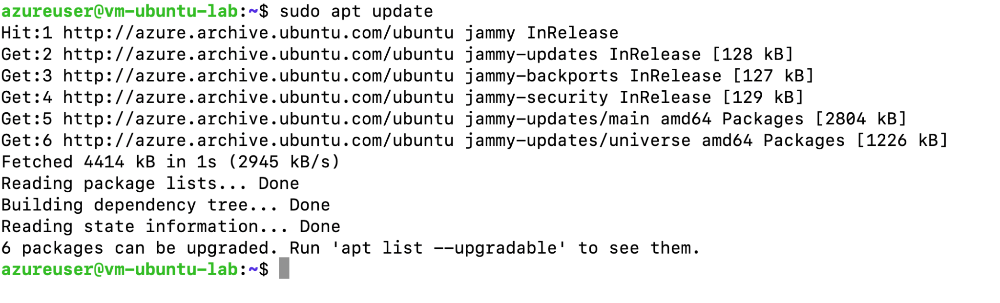 azureuser@vm-ubuntu-lab:~$ sudo apt update
Hit:1 http://azure.archive.ubuntu.com/ubuntu jammy InRelease
Get:2 http://azure.archive.ubuntu.com/ubuntu jammy-updates InRelease [128 kB]
Get:3 http://azure.archive.ubuntu.com/ubuntu jammy-backports InRelease [127 kB]
Get:4 http://azure.archive.ubuntu.com/ubuntu jammy-security InRelease [129 kB]
Get:5 http://azure.archive.ubuntu.com/ubuntu jammy-updates/main amd64 Packages [2804 kB]
Get:6 http://azure.archive.ubuntu.com/ubuntu jammy-updates/universe amd64 Packages [1226 kB]
Fetched 4414 kB in 1s (2945 kB/s)
Reading package lists... Done
Building dependency tree... Done
Reading state information... Done
6 packages can be upgraded. Run 'apt list --upgradable' to see them.
azureuser@vm-ubuntu-lab:~$